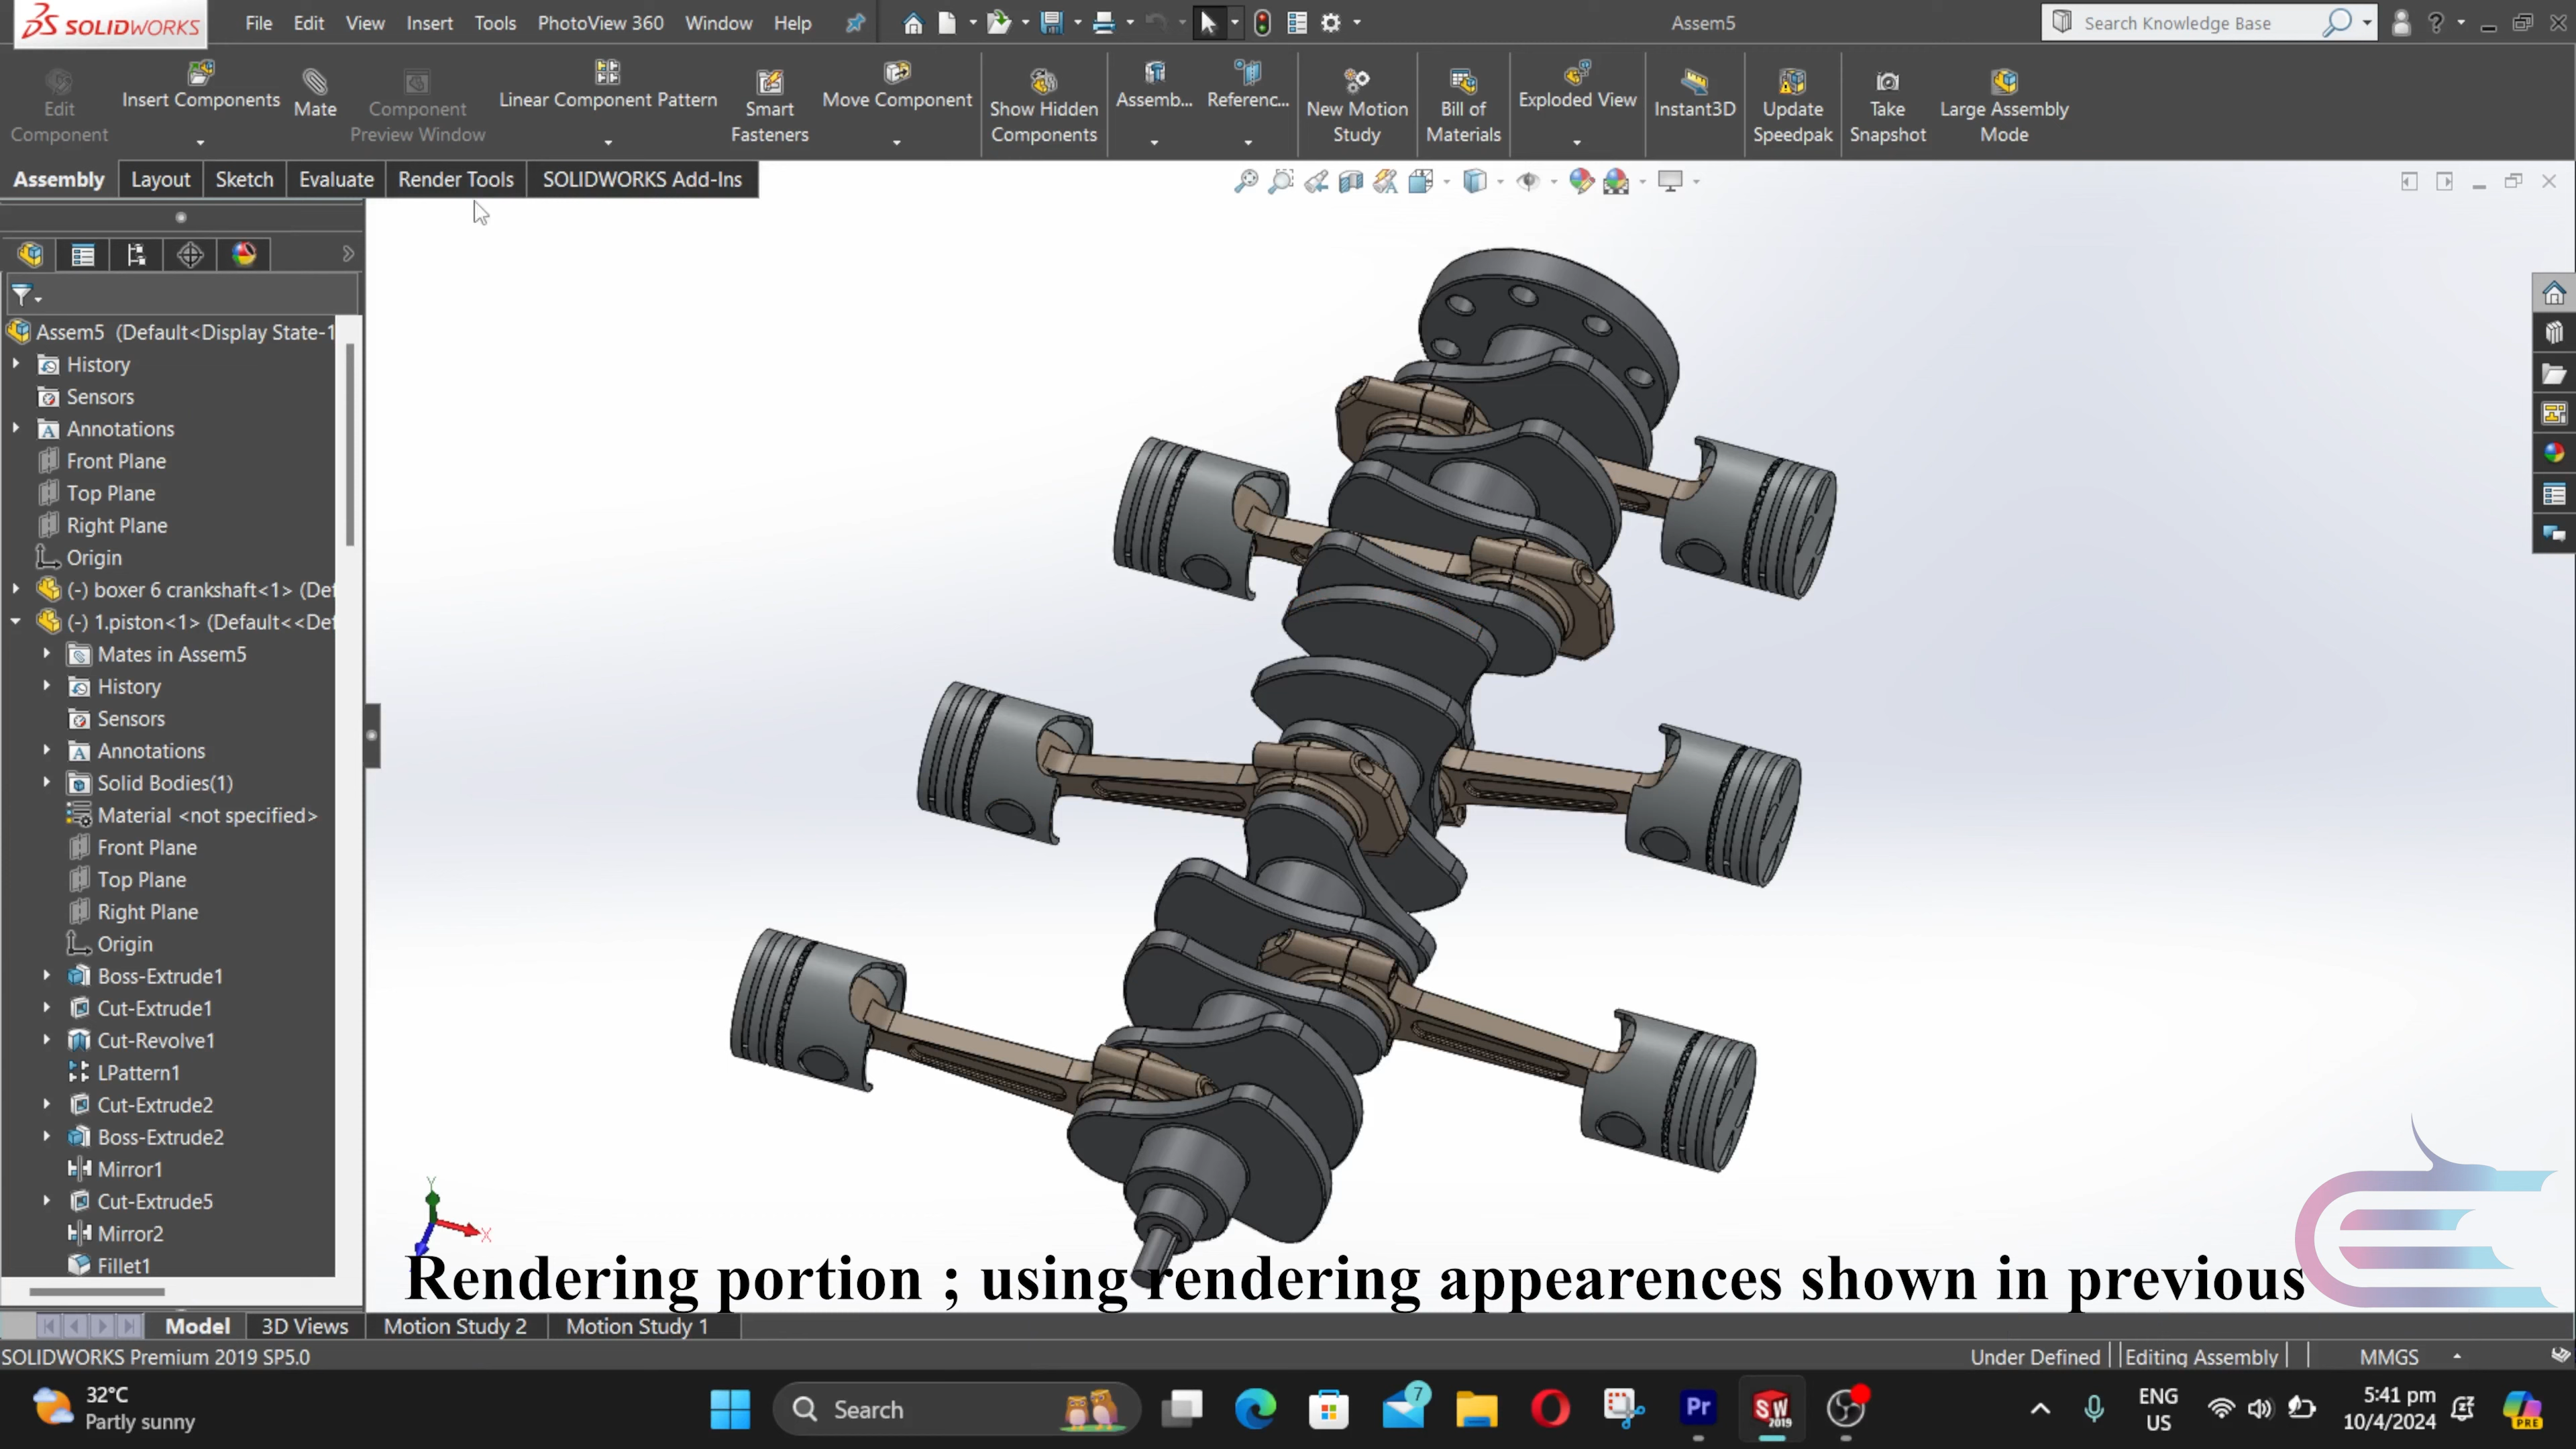 SOLIDWORKS
File Edit View Insert Tools PhotoView 360 Window Help
Assem5
Search Knowledge Base
Edit Component
Insert Components
Mate
Component Preview Window
Linear Component Pattern
Smart Fasteners
Move Component
Show Hidden Components
Assemb...
Referenc...
New Motion Study
Bill of Materials
Exploded View
Instant3D
Update Speedpak
Take Snapshot
Large Assembly Mode
Assembly Layout Sketch Evaluate Render Tools SOLIDWORKS Add-Ins
Assem5 (Default<Display State-1
History
Sensors
Annotations
Front Plane
Top Plane
Right Plane
Origin
(-) boxer 6 crankshaft<1> (Def
(-) 1.piston<1> (Default<<Def
Mates in Assem5
History
Sensors
Annotations
Solid Bodies(1)
Material <not specified>
Front Plane
Top Plane
Right Plane
Origin
Boss-Extrude1
Cut-Extrude1
Cut-Revolve1
LPattern1
Cut-Extrude2
Boss-Extrude2
Mirror1
Cut-Extrude5
Mirror2
Fillet1
Y
X
Rendering portion ; using rendering appearences shown in previous
Model 3D Views Motion Study 2 Motion Study 1
SOLIDWORKS Premium 2019 SP5.0
Under Defined Editing Assembly MMGS
32°C
Partly sunny
Search
7
Pr
SW
2019
ENG
US
5:41 pm
10/4/2024
PRE